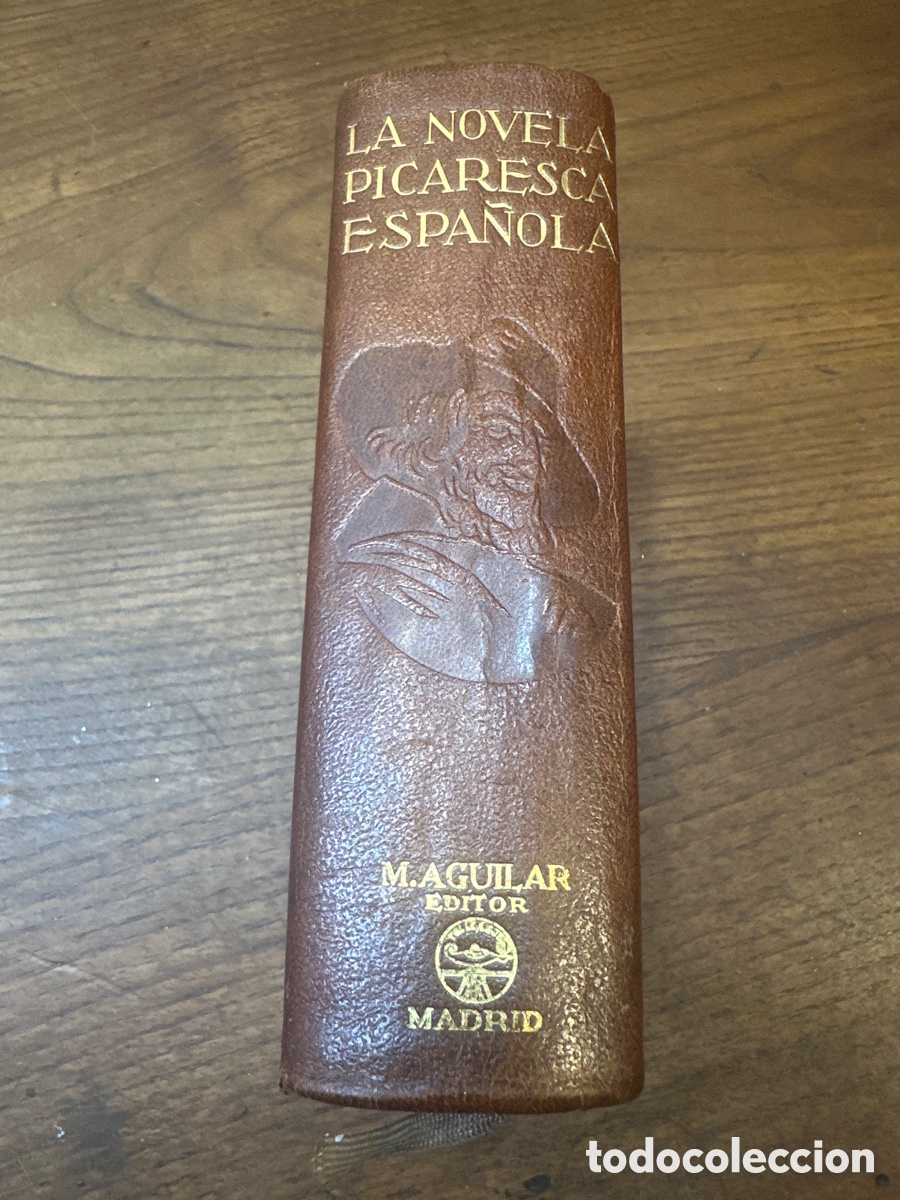 LA NOVELA
PICARESCA
ESPAÑOLA
M. AGUILAR
EDITOR
MADRID
todocoleccion